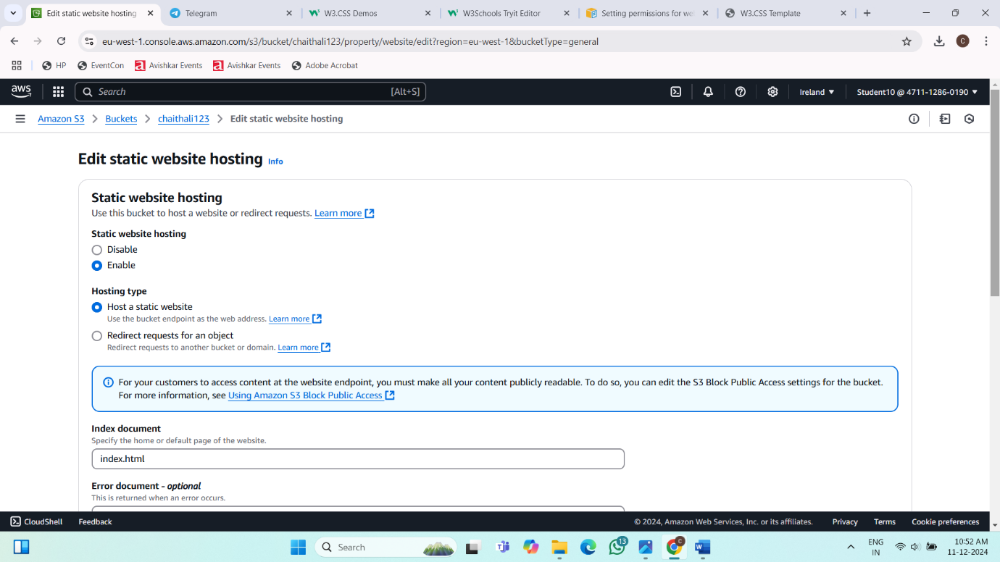 Edit static website hosting
Telegram
W3.CSS Demos
W3Schools Tryit Editor
Setting permissions for we
W3.CSS Template
eu-west-1.console.aws.amazon.com/s3/bucket/chaithali123/property/website/edit?region=eu-west-1&bucketType=general
C
HP
EventCon
Avishkar Events
Avishkar Events
Adobe Acrobat
aws
Search
[Alt+S]
Ireland
Student10 @ 4711-1286-0190
Amazon S3
Buckets
chaithali123
Edit static website hosting
Edit static website hosting Info
Static website hosting
Use this bucket to host a website or redirect requests. Learn more
Static website hosting
Disable
Enable
Hosting type
Host a static website
Use the bucket endpoint as the web address. Learn more
Redirect requests for an object
Redirect requests to another bucket or domain. Learn more
For your customers to access content at the website endpoint, you must make all your content publicly readable. To do so, you can edit the S3 Block Public Access settings for the bucket.
For more information, see Using Amazon S3 Block Public Access
Index document
Specify the home or default page of the website.
index.html
Error document - optional
This is returned when an error occurs.
CloudShell
Feedback
© 2024, Amazon Web Services, Inc. or its affiliates.
Privacy
Terms
Cookie preferences
Search
13
C
ENG
IN
10:52 AM
11-12-2024